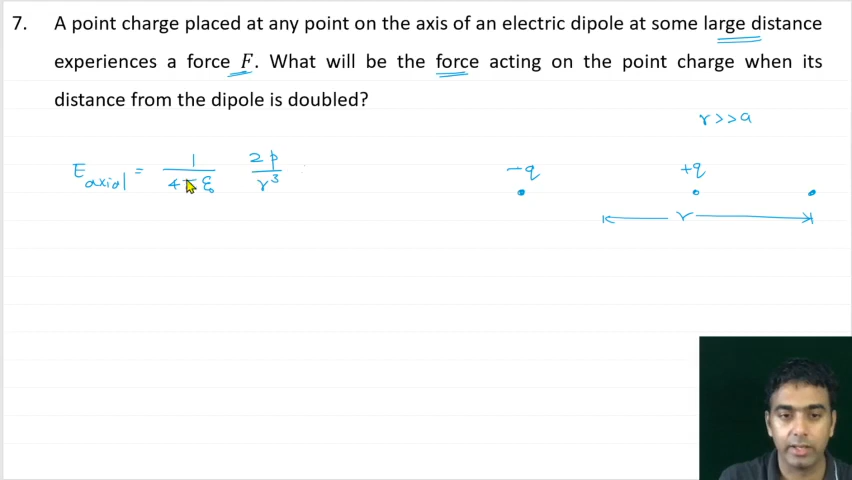 7. A point charge placed at any point on the axis of an electric dipole at some large distance
experiences a force F. What will be the force acting on the point charge when its
distance from the dipole is doubled?
r>>a
E axial = 1/4πε₀ 2p/r³
-q +q
r